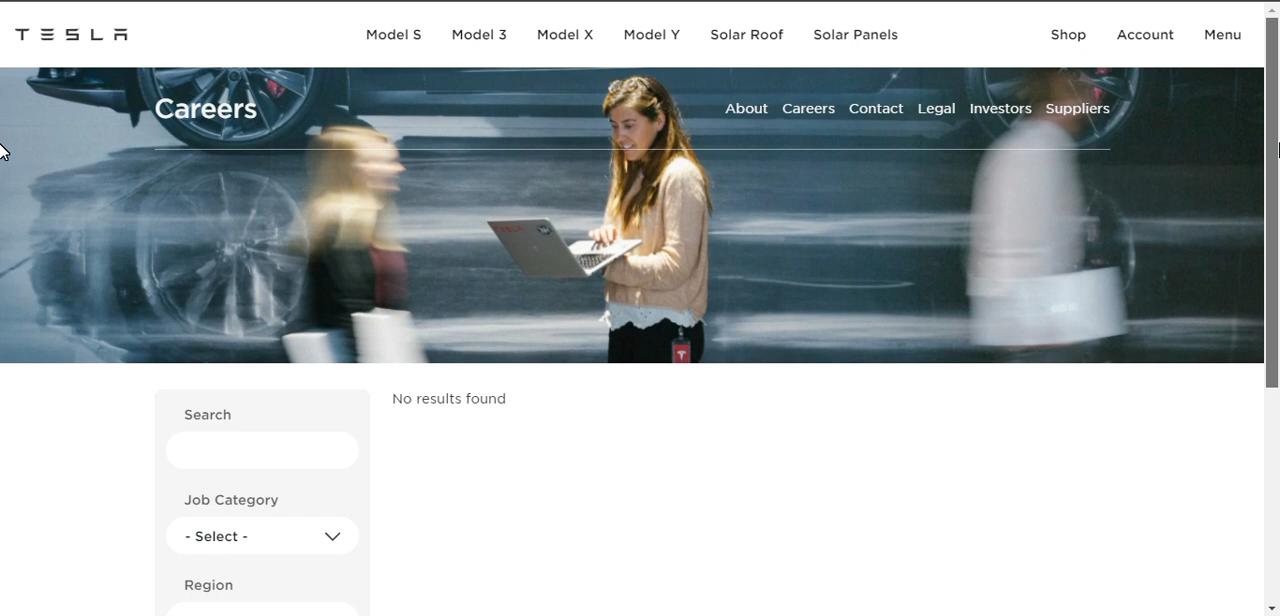 TESLA Model S Model 3 Model X Model Y Solar Roof Solar Panels Shop Account Menu
Careers About Careers Contact Legal Investors Suppliers
TESLA
Search
No results found
Job Category
- Select -
Region